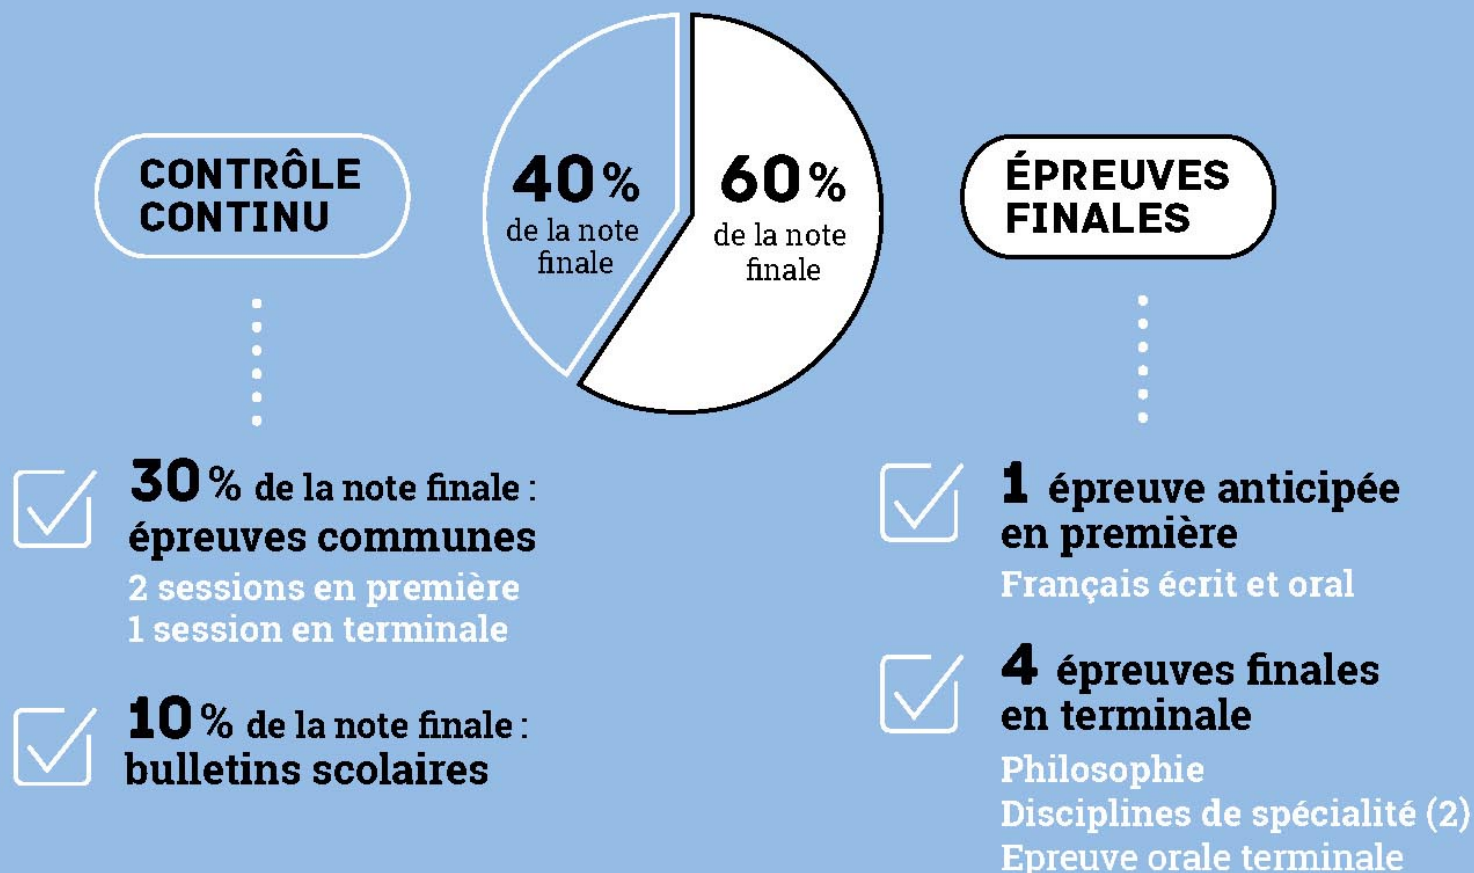 CONTRÔLE
CONTINU
40%
de la note
finale
60%
de la note
finale
ÉPREUVES
FINALES
30% de la note finale :
épreuves communes
2 sessions en première
1 session en terminale
10% de la note finale :
bulletins scolaires
1 épreuve anticipée
en première
Français écrit et oral
4 épreuves finales
en terminale
Philosophie
Disciplines de spécialité (2)
Epreuve orale terminale